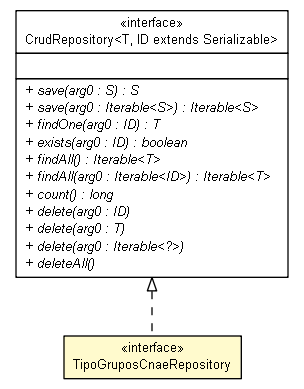 «interface»
CrudRepository<T, ID extends Serializable>
+ save(arg0 : S) : S
+ save(arg0 : Iterable<S>) : Iterable<S>
+ findOne(arg0 : ID) : T
+ exists(arg0 : ID) : boolean
+ findAll() : Iterable<T>
+ findAll(arg0 : Iterable<ID>) : Iterable<T>
+ count() : long
+ delete(arg0 : ID)
+ delete(arg0 : T)
+ delete(arg0 : Iterable<?>)
+ deleteAll()
«interface»
TipoGruposCnaeRepository